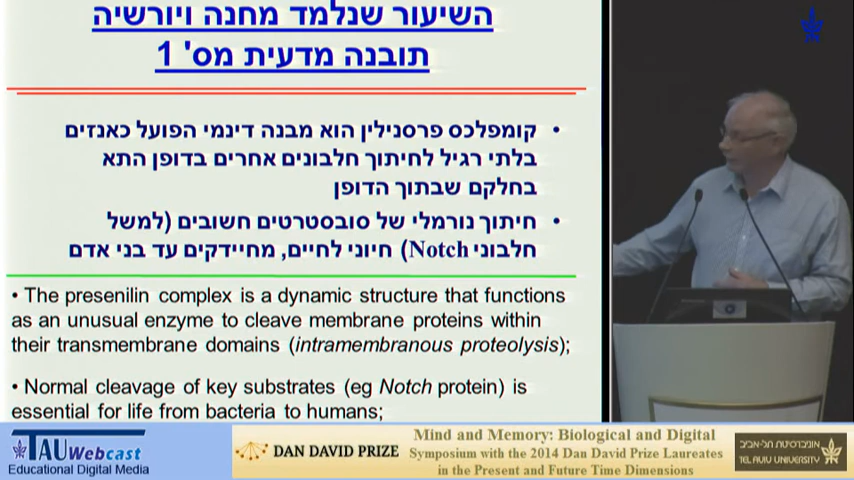 השיעור שנלמד מחנה ויורשיה
תובנה מדעית מס' 1
• קומפלכס פרסנילין הוא מבנה דינמי הפועל כאנזים
בלתי רגיל לחיתוך חלבונים אחרים בדופן התא
בחלקם שבתוך הדופן
• חיתוך נורמלי של סובסטרטים חשובים (למשל
חלבוני Notch) חיוני לחיים, מחיידקים עד בני אדם
• The presenilin complex is a dynamic structure that functions
as an unusual enzyme to cleave membrane proteins within
their transmembrane domains (intramembranous proteolysis);
• Normal cleavage of key substrates (eg Notch protein) is
essential for life from bacteria to humans;
TAU Webcast
Educational Digital Media
DAN DAVID PRIZE
Mind and Memory: Biological and Digital
Symposium with the 2014 Dan David Prize Laureates
in the Present and Future Time Dimensions
אוניברסיטת תל-אביב
TEL AVIV UNIVERSITY